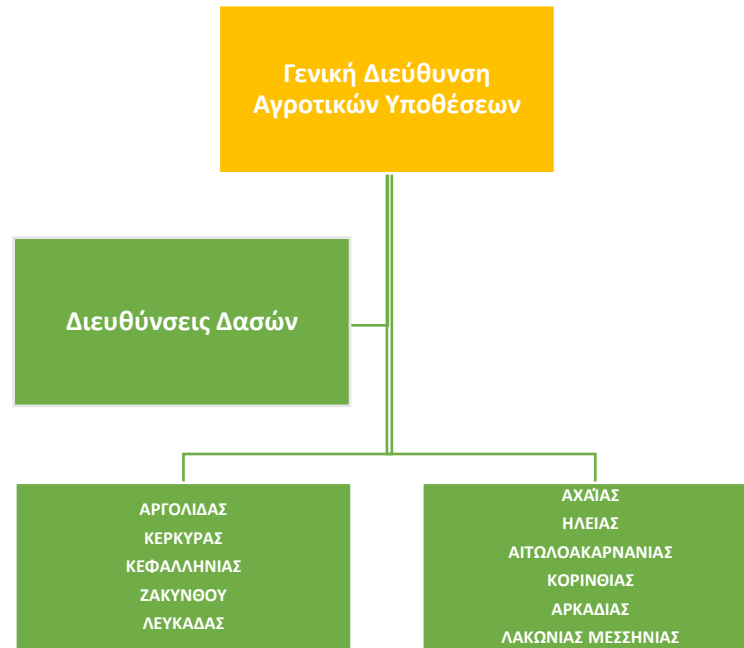 Γενική Διεύθυνση
Αγροτικών Υποθέσεων
Διευθύνσεις Δασών
ΑΡΓΟΛΙΔΑΣ
ΚΕΡΚΥΡΑΣ
ΚΕΦΑΛΛΗΝΙΑΣ
ΖΑΚΥΝΘΟΥ
ΛΕΥΚΑΔΑΣ
ΑΧΑΪΑΣ
ΗΛΕΙΑΣ
ΑΙΤΩΛΟΑΚΑΡΝΑΝΙΑΣ
ΚΟΡΙΝΘΙΑΣ
ΑΡΚΑΔΙΑΣ
ΛΑΚΩΝΙΑΣ ΜΕΣΣΗΝΙΑΣ